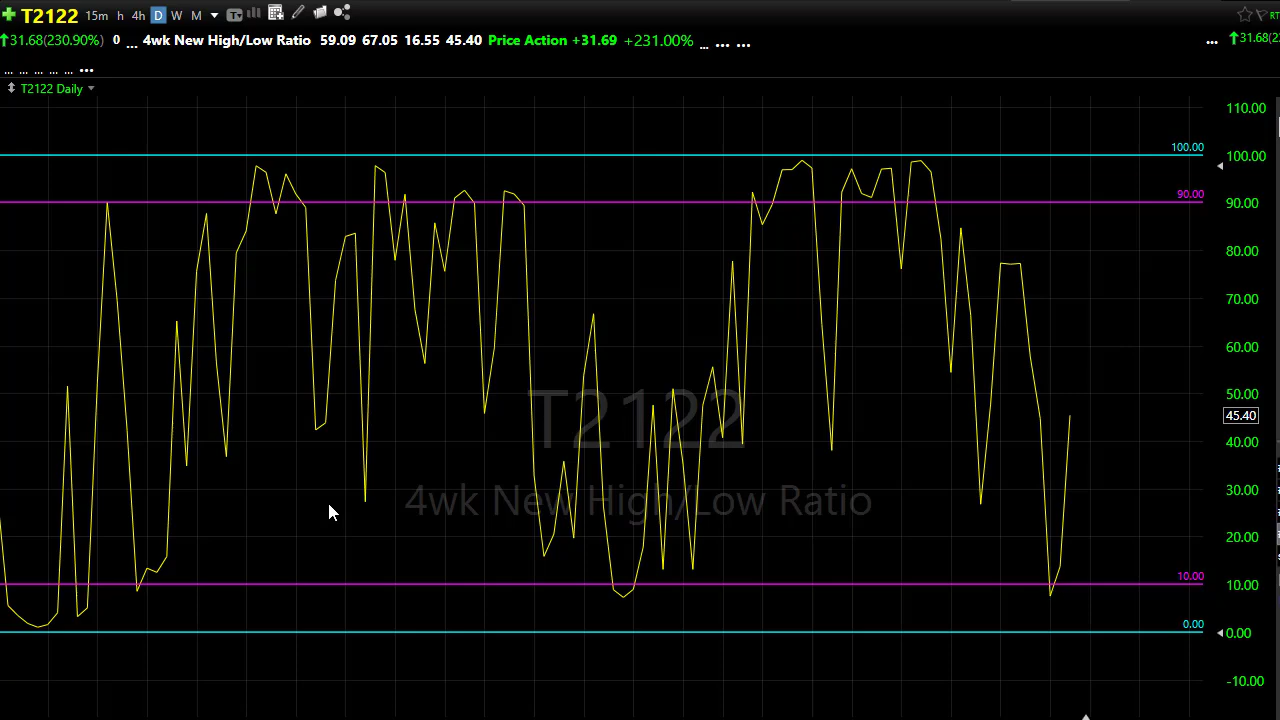 T2122 15m h 4h D W M RT
31.68(230.90%) 0 ... 4wk New High/Low Ratio 59.09 67.05 16.55 45.40 Price Action +31.69 +231.00% ... ... ... ... 31.68(23
... ... ... ... ... ...
T2122 Daily
110.00
100.00 100.00
90.00 90.00
80.00
70.00
60.00
50.00
T2122
45.40
40.00
4wk New High/Low Ratio
30.00
20.00
10.00 10.00
0.00 0.00
-10.00